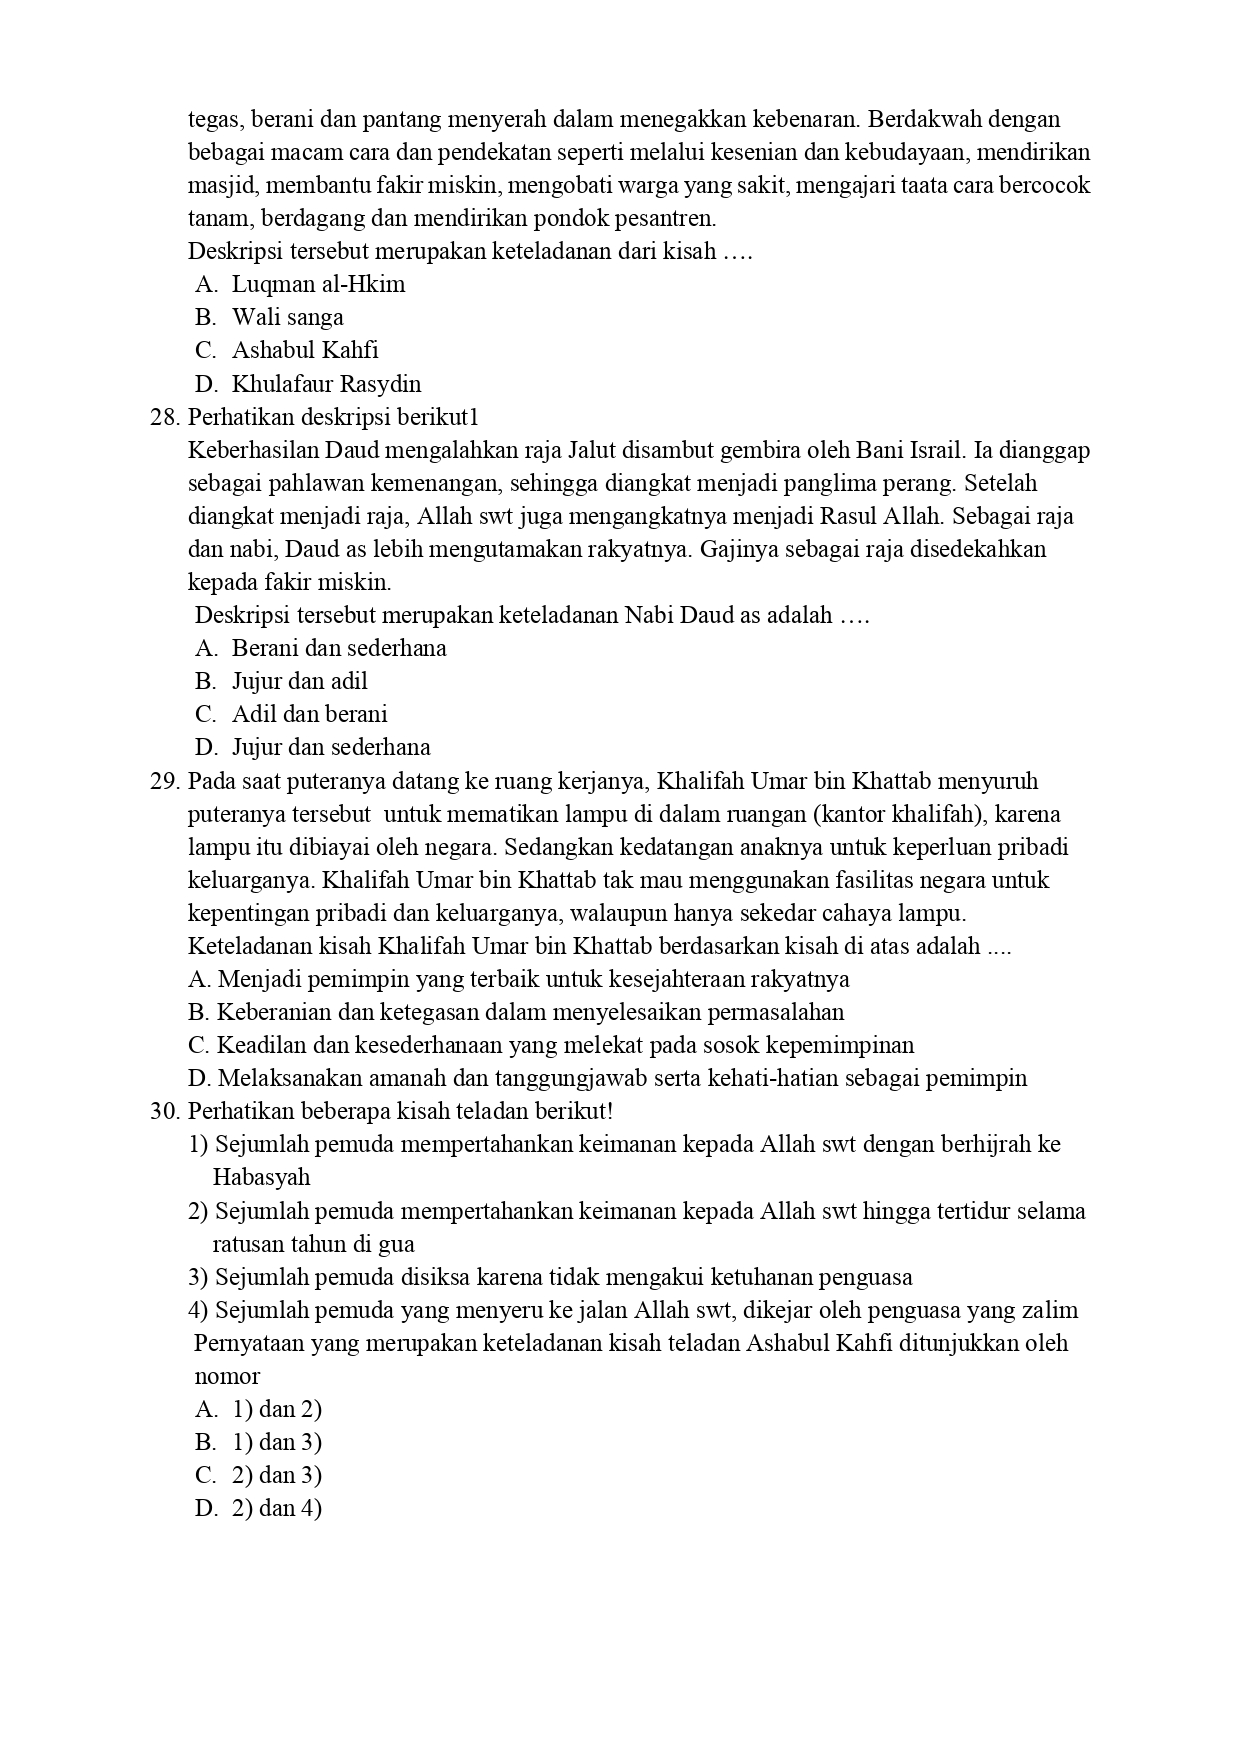 tegas, berani dan pantang menyerah dalam menegakkan kebenaran. Berdakwah dengan
bebagai macam cara dan pendekatan seperti melalui kesenian dan kebudayaan, mendirikan
masjid, membantu fakir miskin, mengobati warga yang sakit, mengajari taata cara bercocok
tanam, berdagang dan mendirikan pondok pesantren.
Deskripsi tersebut merupakan keteladanan dari kisah ….
A. Luqman al-Hkim
B. Wali sanga
C. Ashabul Kahfi
D. Khulafaur Rasydin
28. Perhatikan deskripsi berikut1
Keberhasilan Daud mengalahkan raja Jalut disambut gembira oleh Bani Israil. Ia dianggap
sebagai pahlawan kemenangan, sehingga diangkat menjadi panglima perang. Setelah
diangkat menjadi raja, Allah swt juga mengangkatnya menjadi Rasul Allah. Sebagai raja
dan nabi, Daud as lebih mengutamakan rakyatnya. Gajinya sebagai raja disedekahkan
kepada fakir miskin.
Deskripsi tersebut merupakan keteladanan Nabi Daud as adalah ….
A. Berani dan sederhana
B. Jujur dan adil
C. Adil dan berani
D. Jujur dan sederhana
29. Pada saat puteranya datang ke ruang kerjanya, Khalifah Umar bin Khattab menyuruh
puteranya tersebut untuk mematikan lampu di dalam ruangan (kantor khalifah), karena
lampu itu dibiayai oleh negara. Sedangkan kedatangan anaknya untuk keperluan pribadi
keluarganya. Khalifah Umar bin Khattab tak mau menggunakan fasilitas negara untuk
kepentingan pribadi dan keluarganya, walaupun hanya sekedar cahaya lampu.
Keteladanan kisah Khalifah Umar bin Khattab berdasarkan kisah di atas adalah ....
A. Menjadi pemimpin yang terbaik untuk kesejahteraan rakyatnya
B. Keberanian dan ketegasan dalam menyelesaikan permasalahan
C. Keadilan dan kesederhanaan yang melekat pada sosok kepemimpinan
D. Melaksanakan amanah dan tanggungjawab serta kehati-hatian sebagai pemimpin
30. Perhatikan beberapa kisah teladan berikut!
1) Sejumlah pemuda mempertahankan keimanan kepada Allah swt dengan berhijrah ke
Habasyah
2) Sejumlah pemuda mempertahankan keimanan kepada Allah swt hingga tertidur selama
ratusan tahun di gua
3) Sejumlah pemuda disiksa karena tidak mengakui ketuhanan penguasa
4) Sejumlah pemuda yang menyeru ke jalan Allah swt, dikejar oleh penguasa yang zalim
Pernyataan yang merupakan keteladanan kisah teladan Ashabul Kahfi ditunjukkan oleh
nomor
A. 1) dan 2)
B. 1) dan 3)
C. 2) dan 3)
D. 2) dan 4)